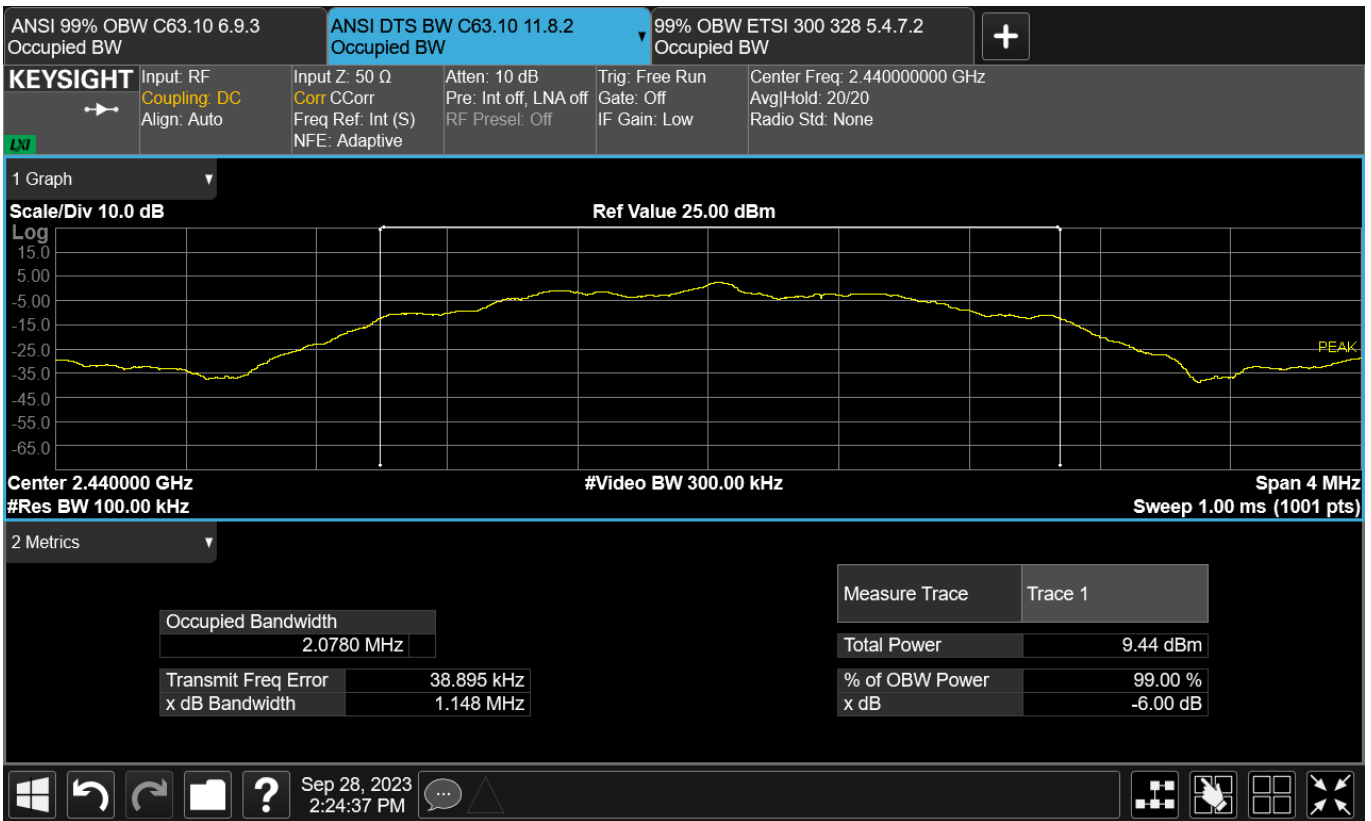 ANSI 99% OBW C63.10 6.9.3
Occupied BW
ANSI DTS BW C63.10 11.8.2
Occupied BW
99% OBW ETSI 300 328 5.4.7.2
Occupied BW
KEYSIGHT
LXI
Input: RF
Coupling: DC
Align: Auto
Input Z: 50 Ω
Corr CCorr
Freq Ref: Int (S)
NFE: Adaptive
Atten: 10 dB
Pre: Int off, LNA off
RF Presel: Off
Trig: Free Run
Gate: Off
IF Gain: Low
Center Freq: 2.440000000 GHz
Avg|Hold: 20/20
Radio Std: None
1 Graph
Scale/Div 10.0 dB
Ref Value 25.00 dBm
Log
15.0
5.00
-5.00
-15.0
-25.0
-35.0
-45.0
-55.0
-65.0
PEAK
Center 2.440000 GHz
#Video BW 300.00 kHz
Span 4 MHz
#Res BW 100.00 kHz
Sweep 1.00 ms (1001 pts)
2 Metrics
Measure Trace Trace 1
Occupied Bandwidth
2.0780 MHz
Total Power 9.44 dBm
Transmit Freq Error 38.895 kHz
% of OBW Power 99.00 %
x dB Bandwidth 1.148 MHz
x dB -6.00 dB
Sep 28, 2023
2:24:37 PM